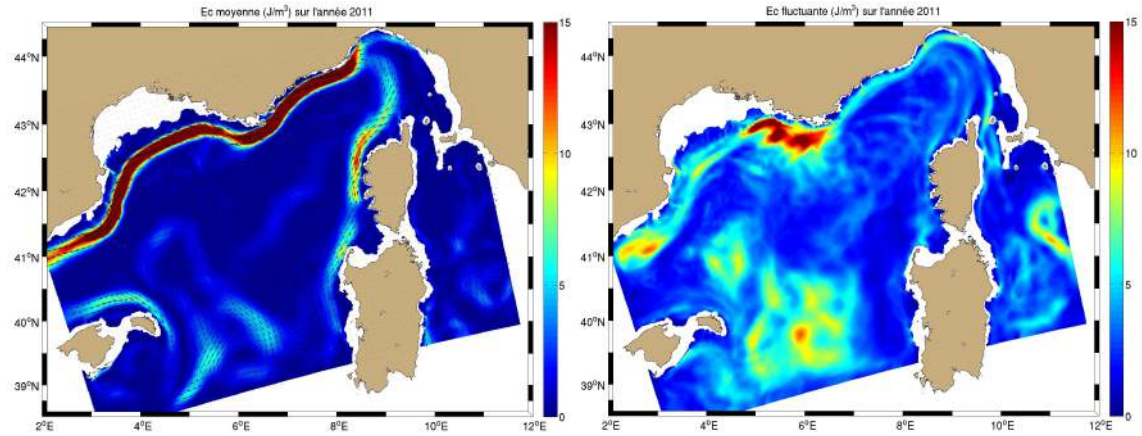 Ec moyenne (J/m³) sur l'année 2011
44°N
43°N
42°N
41°N
40°N
39°N
2°E
4°E
6°E
8°E
10°E
12°E
15
10
5
0
Ec fluctuante (J/m³) sur l'année 2011
44°N
43°N
42°N
41°N
40°N
39°N
2°E
4°E
6°E
8°E
10°E
12°E
15
10
5
0